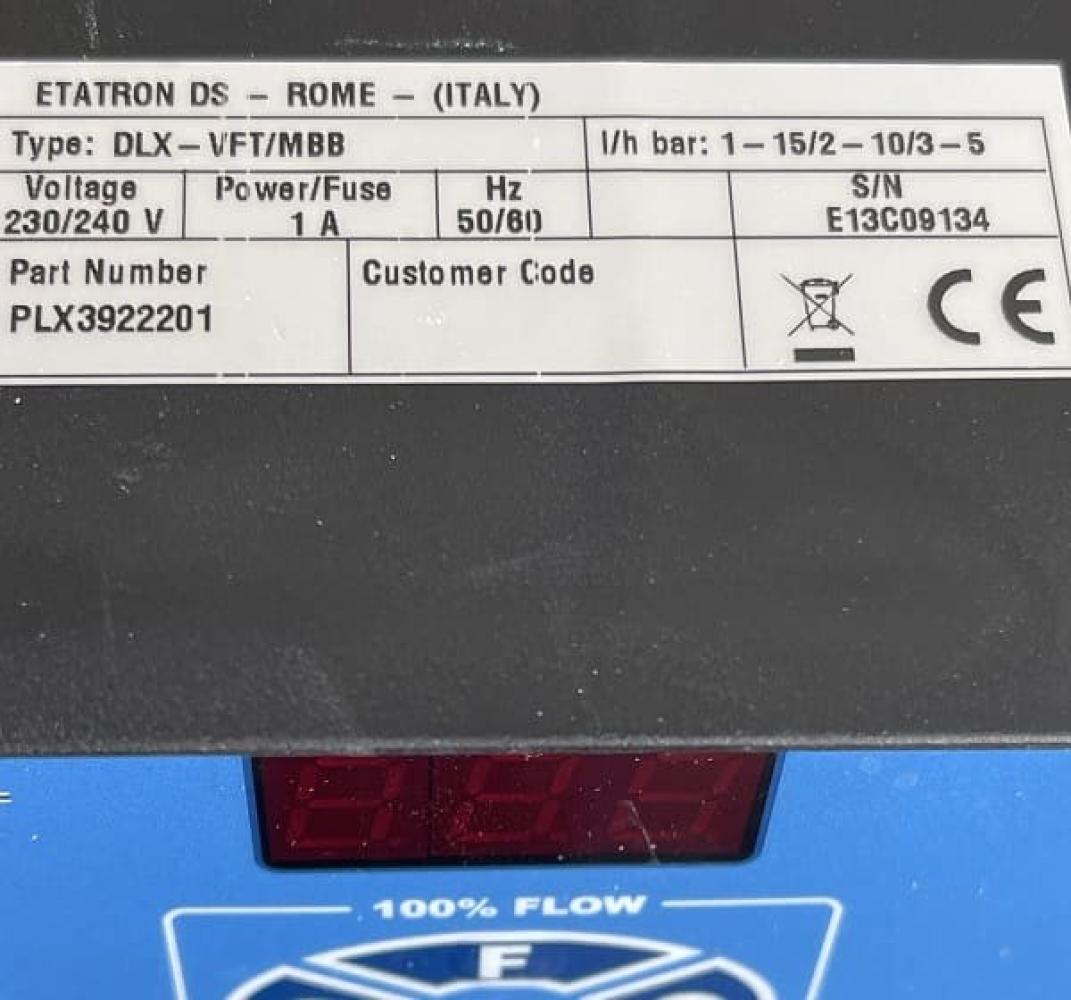 ETATRON DS – ROME – (ITALY)
Type: DLX – VFT/MBB l/h bar: 1 – 15/2 – 10/3 – 5
Voltage Power/Fuse Hz S/N
230/240 V 1 A 50/60 E13C09134
Part Number Customer Code
PLX3922201
CE
100% FLOW
F